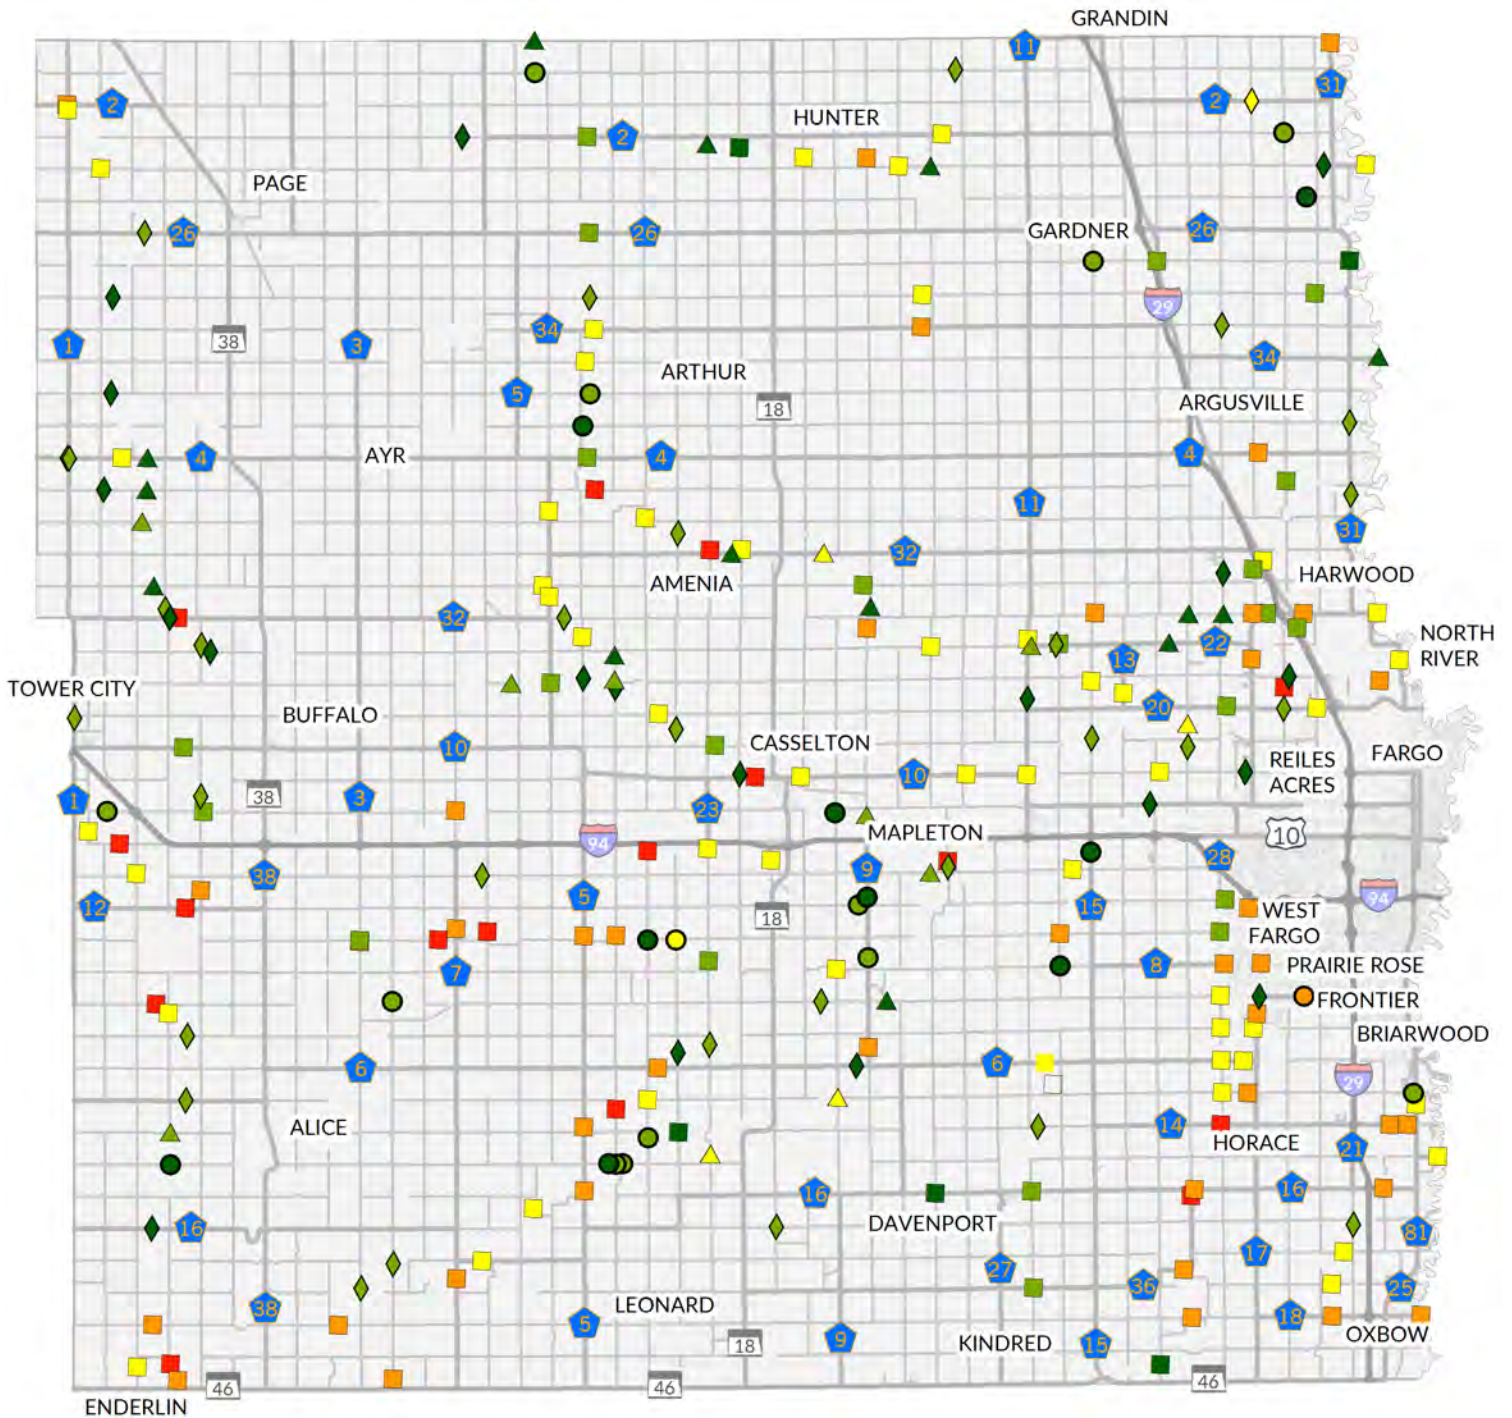 GRANDIN
11
31
2
2
2
HUNTER
PAGE
26
26
26
GARDNER
29
34
1
38
3
34
ARTHUR
5
18
ARGUSVILLE
4
AYR
4
4
11
31
32
AMENIA
HARWOOD
32
22
NORTH
RIVER
13
TOWER CITY
20
BUFFALO
10
CASSELTON
10
REILES
ACRES
FARGO
1
38
3
23
94
MAPLETON
10
28
9
38
5
94
12
18
15
WEST
FARGO
7
8
PRAIRIE ROSE
FRONTIER
BRIARWOOD
6
6
29
ALICE
14
HORACE
21
16
16
16
DAVENPORT
81
17
27
36
25
38
LEONARD
5
18
9
KINDRED
15
18
OXBOW
46
46
46
ENDERLIN